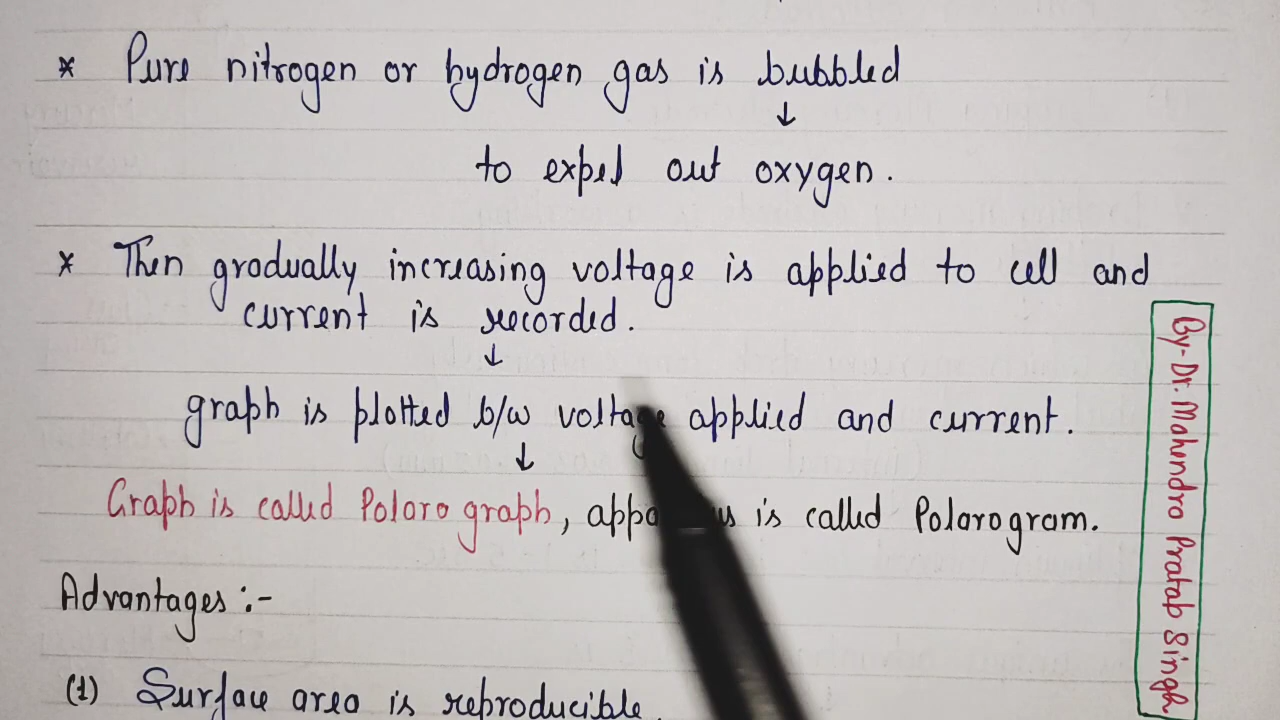 * Pure nitrogen or hydrogen gas is bubbled
↓
to expel out oxygen.
* Then gradually increasing voltage is applied to cell and
current is recorded.
↓
graph is plotted b/w voltage applied and current.
↓
Graph is called Polarograph, is called Polarogram.
Advantages :-
(1) Surface area is reproducible.
By-Dr. Mahendra Pratab Singh